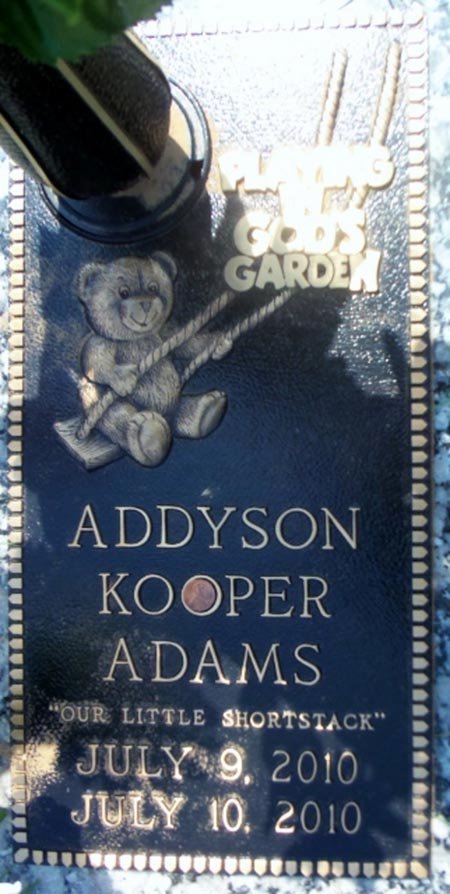 PLAYING
IN
GOD'S
GARDEN
ADDYSON
KOOPER
ADAMS
"OUR LITTLE SHORTSTACK"
JULY 9, 2010
JULY 10, 2010